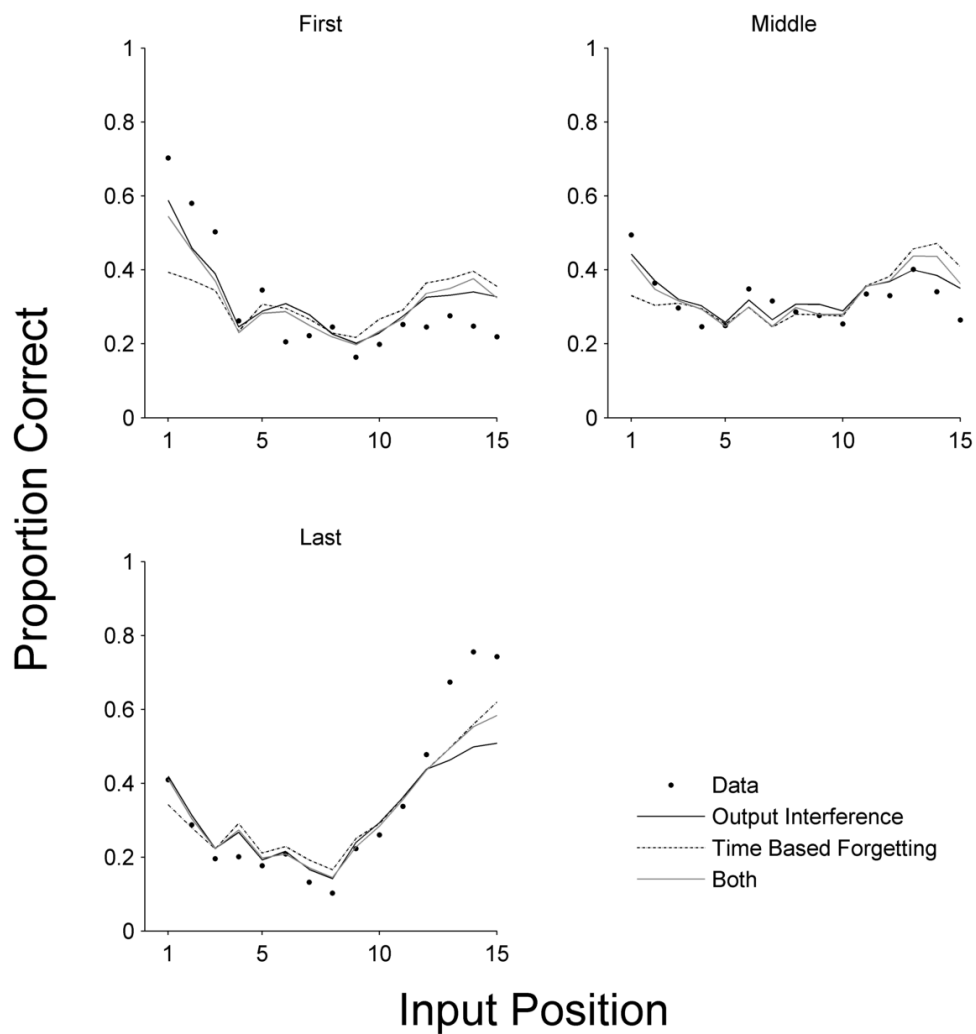 First
Middle
1
0.8
0.6
0.4
0.2
0
1 5 10 15
1
0.8
0.6
0.4
0.2
0
1 5 10 15
Proportion Correct
Last
1
0.8
0.6
0.4
0.2
0
1 5 10 15
Data
Output Interference
Time Based Forgetting
Both
Input Position